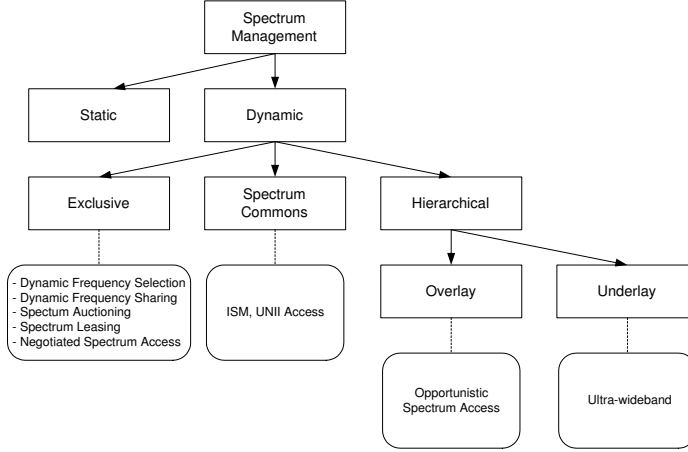 Spectrum
Management
Static
Dynamic
Exclusive
Spectrum
Commons
Hierarchical
- Dynamic Frequency Selection
- Dynamic Frequency Sharing
- Spectum Auctioning
- Spectrum Leasing
- Negotiated Spectrum Access
ISM, UNII Access
Overlay
Underlay
Opportunistic
Spectrum Access
Ultra-wideband